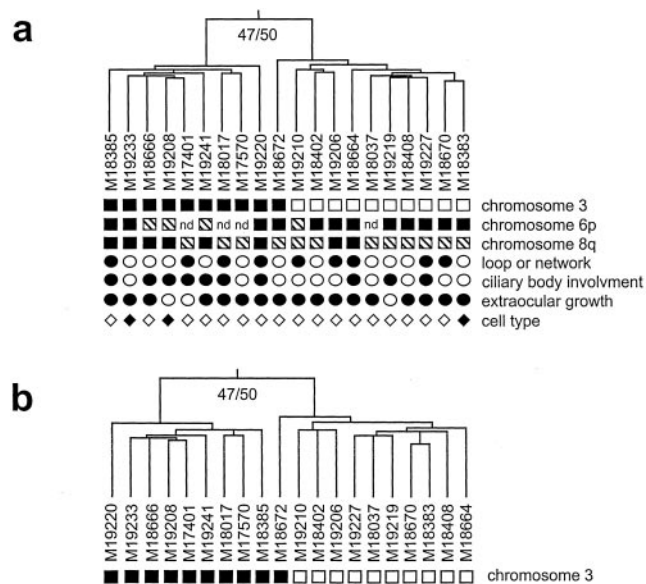 a
47/50
M18385 M19233 M18666 M19208 M17401 M19241 M18017 M17570 M19220 M18672 M19210 M18402 M19206 M18664 M18037 M19219 M18408 M19227 M18670 M18383
chromosome 3
nd nd nd nd chromosome 6p
chromosome 8q
loop or network
ciliary body involvment
extraocular growth
cell type
b
47/50
M19220 M19233 M18666 M19208 M17401 M19241 M18017 M17570 M18385 M18672 M19210 M18402 M19206 M19227 M18037 M19219 M18670 M18383 M18408 M18664
chromosome 3